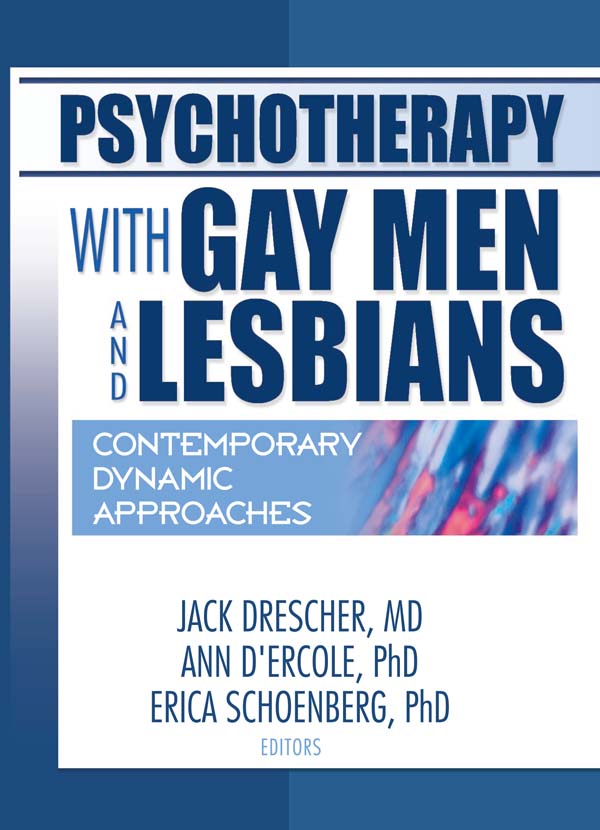 PSYCHOTHERAPY
WITH GAY MEN
AND LESBIANS
CONTEMPORARY
DYNAMIC
APPROACHES
JACK DRESCHER, MD
ANN D'ERCOLE, PhD
ERICA SCHOENBERG, PhD
EDITORS